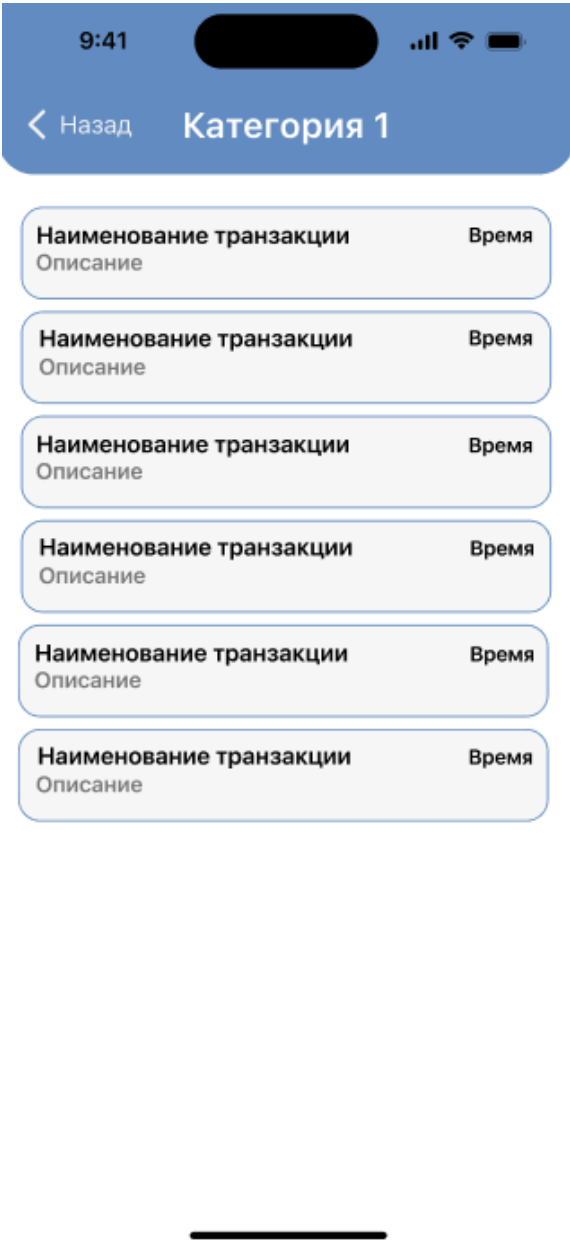 9:41
Назад Категория 1
Наименование транзакции Время
Описание
Наименование транзакции Время
Описание
Наименование транзакции Время
Описание
Наименование транзакции Время
Описание
Наименование транзакции Время
Описание
Наименование транзакции Время
Описание